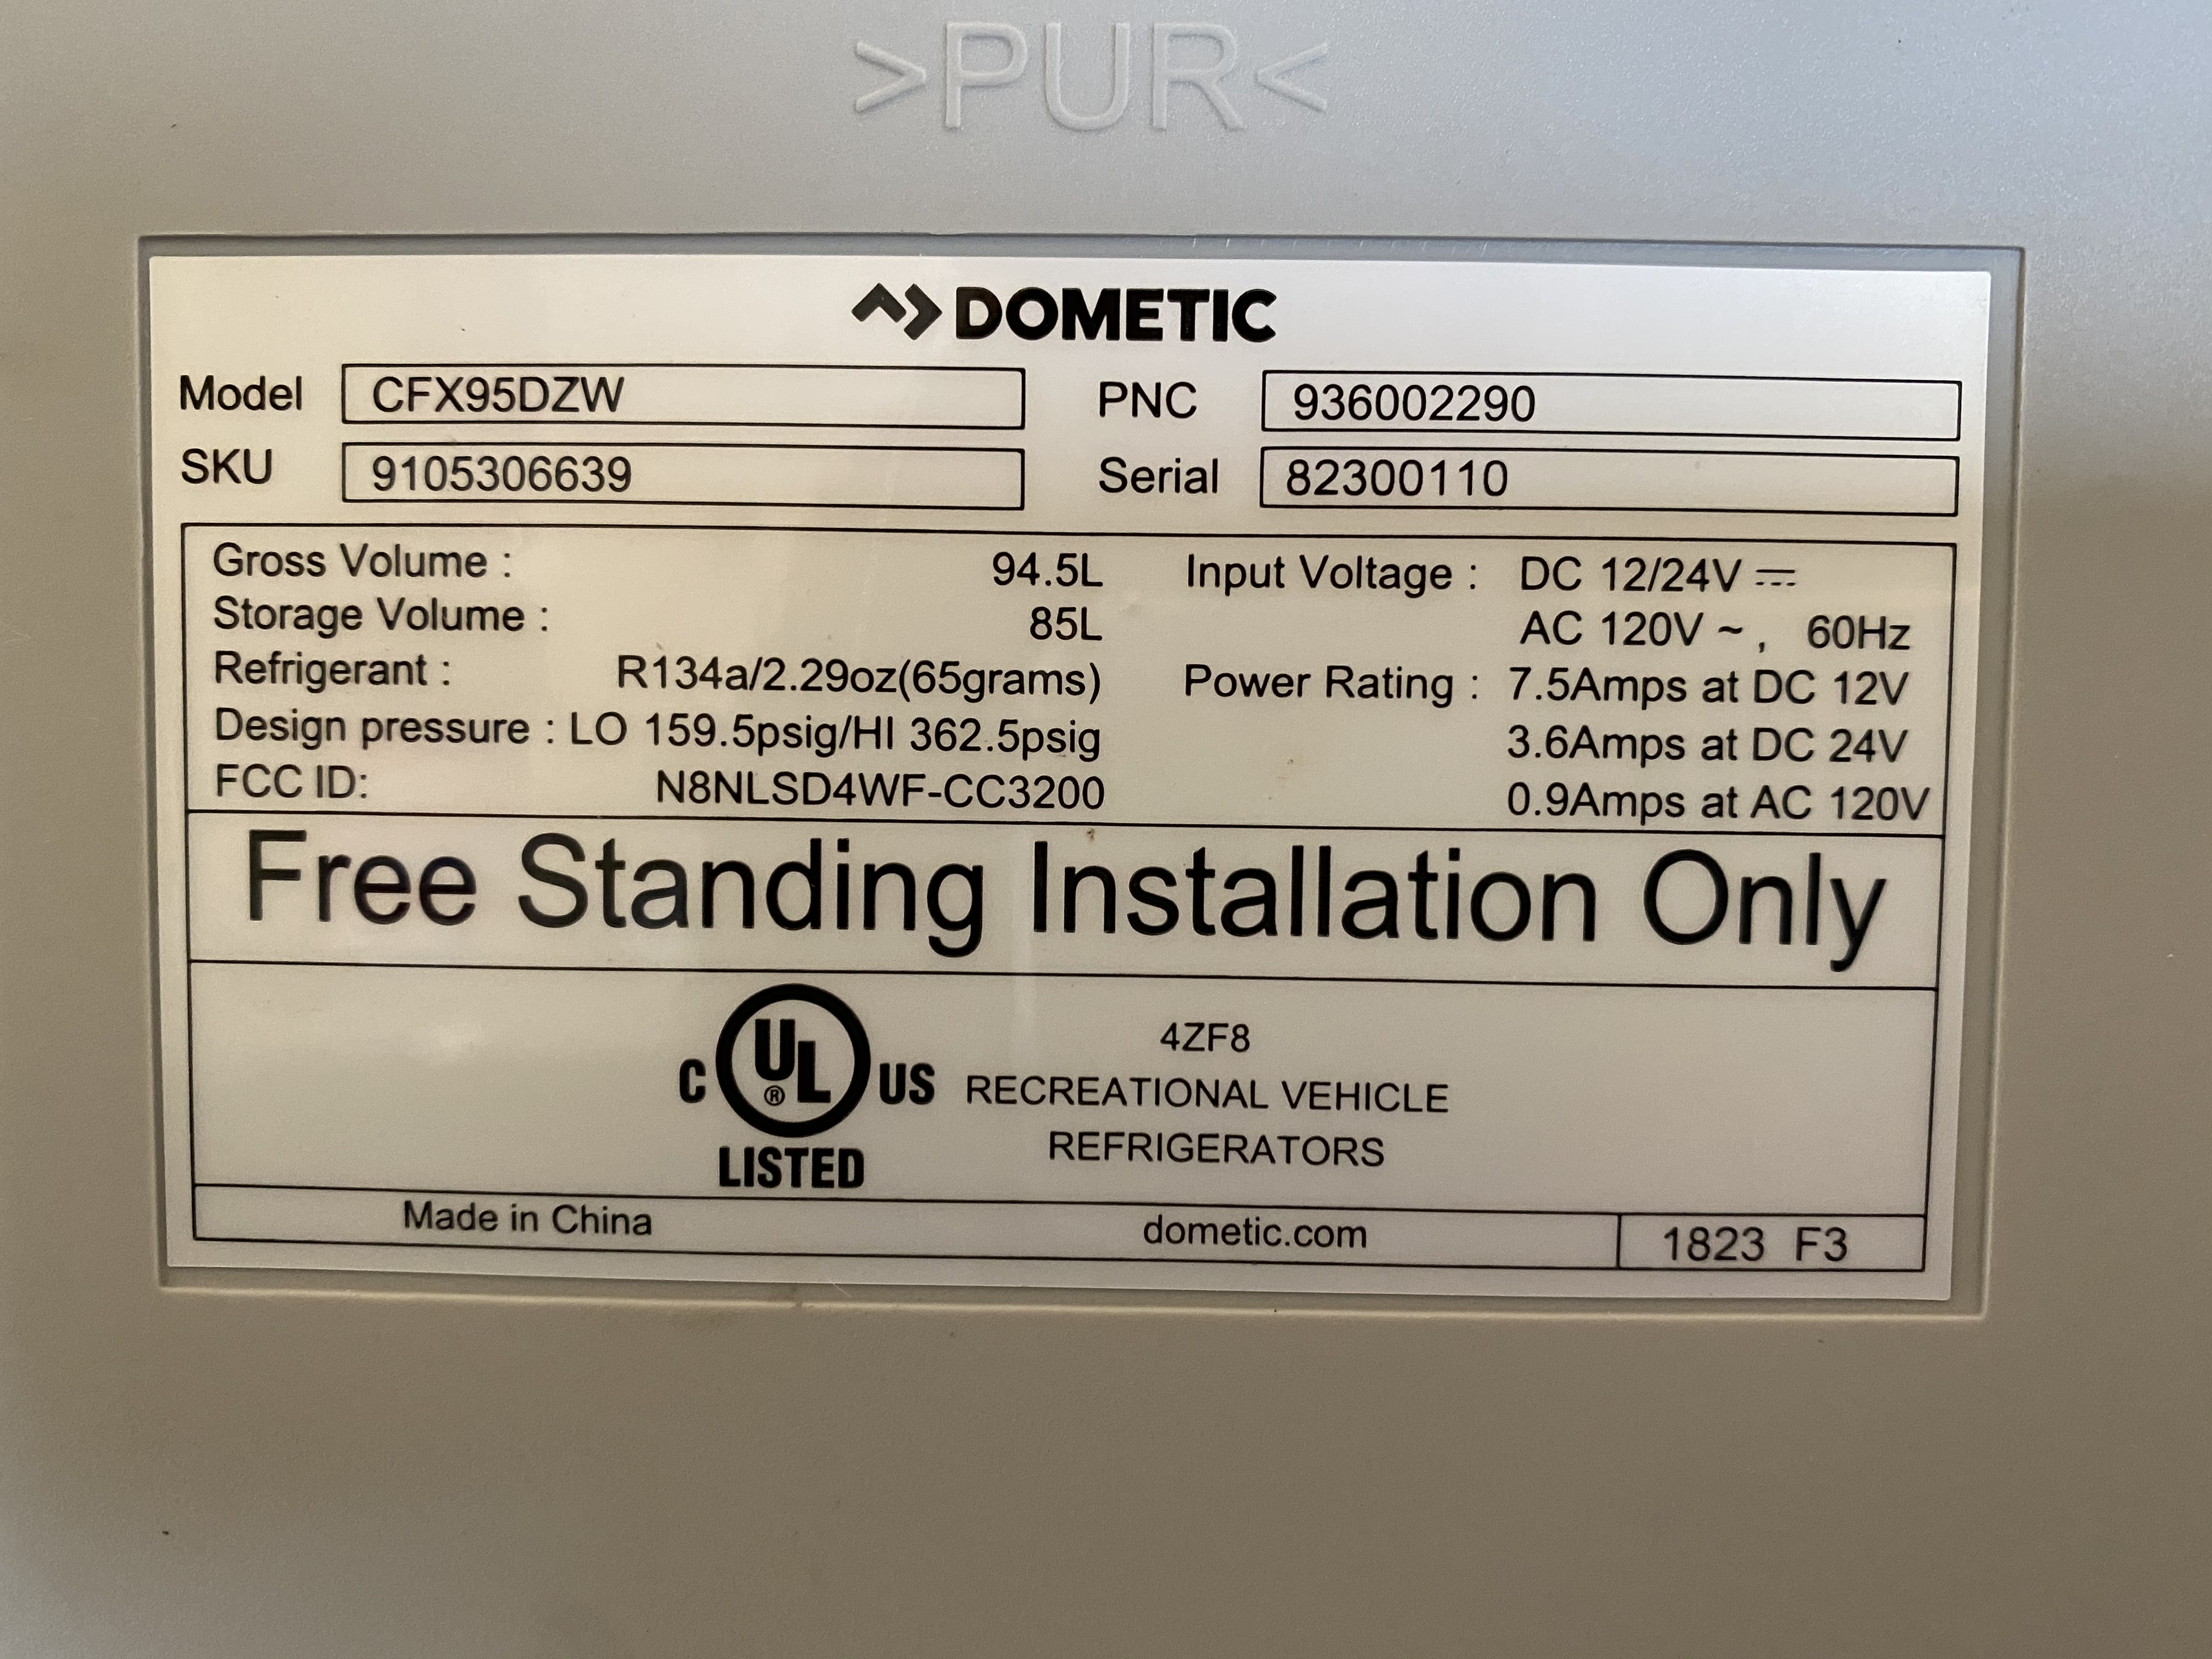 >PUR<
DOMETIC
Model CFX95DZW PNC 936002290
SKU 9105306639 Serial 82300110
Gross Volume : 94.5L Input Voltage : DC 12/24V ⎓
Storage Volume : 85L AC 120V ~ , 60Hz
Refrigerant : R134a/2.29oz(65grams) Power Rating : 7.5Amps at DC 12V
Design pressure : LO 159.5psig/HI 362.5psig 3.6Amps at DC 24V
FCC ID: N8NLSD4WF-CC3200 0.9Amps at AC 120V
Free Standing Installation Only
C UL® US
LISTED
4ZF8
RECREATIONAL VEHICLE
REFRIGERATORS
Made in China dometic.com 1823 F3